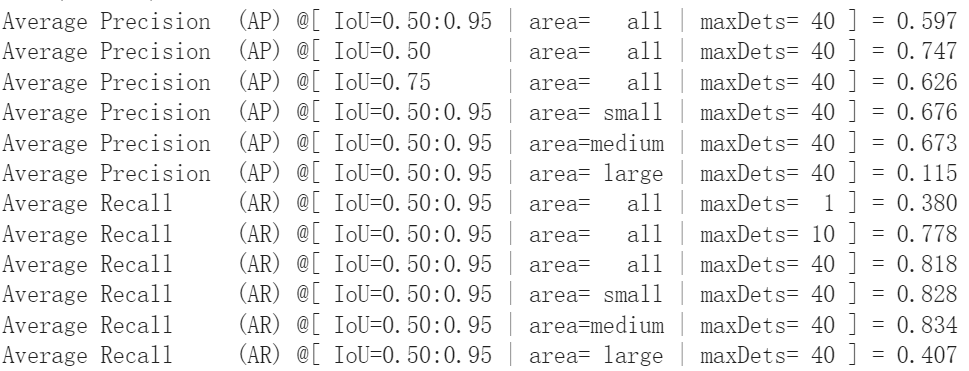 Average Precision  (AP) @[ IoU=0.50:0.95 | area=   all | maxDets= 40 ] = 0.597
Average Precision  (AP) @[ IoU=0.50      | area=   all | maxDets= 40 ] = 0.747
Average Precision  (AP) @[ IoU=0.75      | area=   all | maxDets= 40 ] = 0.626
Average Precision  (AP) @[ IoU=0.50:0.95 | area= small | maxDets= 40 ] = 0.676
Average Precision  (AP) @[ IoU=0.50:0.95 | area=medium | maxDets= 40 ] = 0.673
Average Precision  (AP) @[ IoU=0.50:0.95 | area= large | maxDets= 40 ] = 0.115
Average Recall     (AR) @[ IoU=0.50:0.95 | area=   all | maxDets=  1 ] = 0.380
Average Recall     (AR) @[ IoU=0.50:0.95 | area=   all | maxDets= 10 ] = 0.778
Average Recall     (AR) @[ IoU=0.50:0.95 | area=   all | maxDets= 40 ] = 0.818
Average Recall     (AR) @[ IoU=0.50:0.95 | area= small | maxDets= 40 ] = 0.828
Average Recall     (AR) @[ IoU=0.50:0.95 | area=medium | maxDets= 40 ] = 0.834
Average Recall     (AR) @[ IoU=0.50:0.95 | area= large | maxDets= 40 ] = 0.407